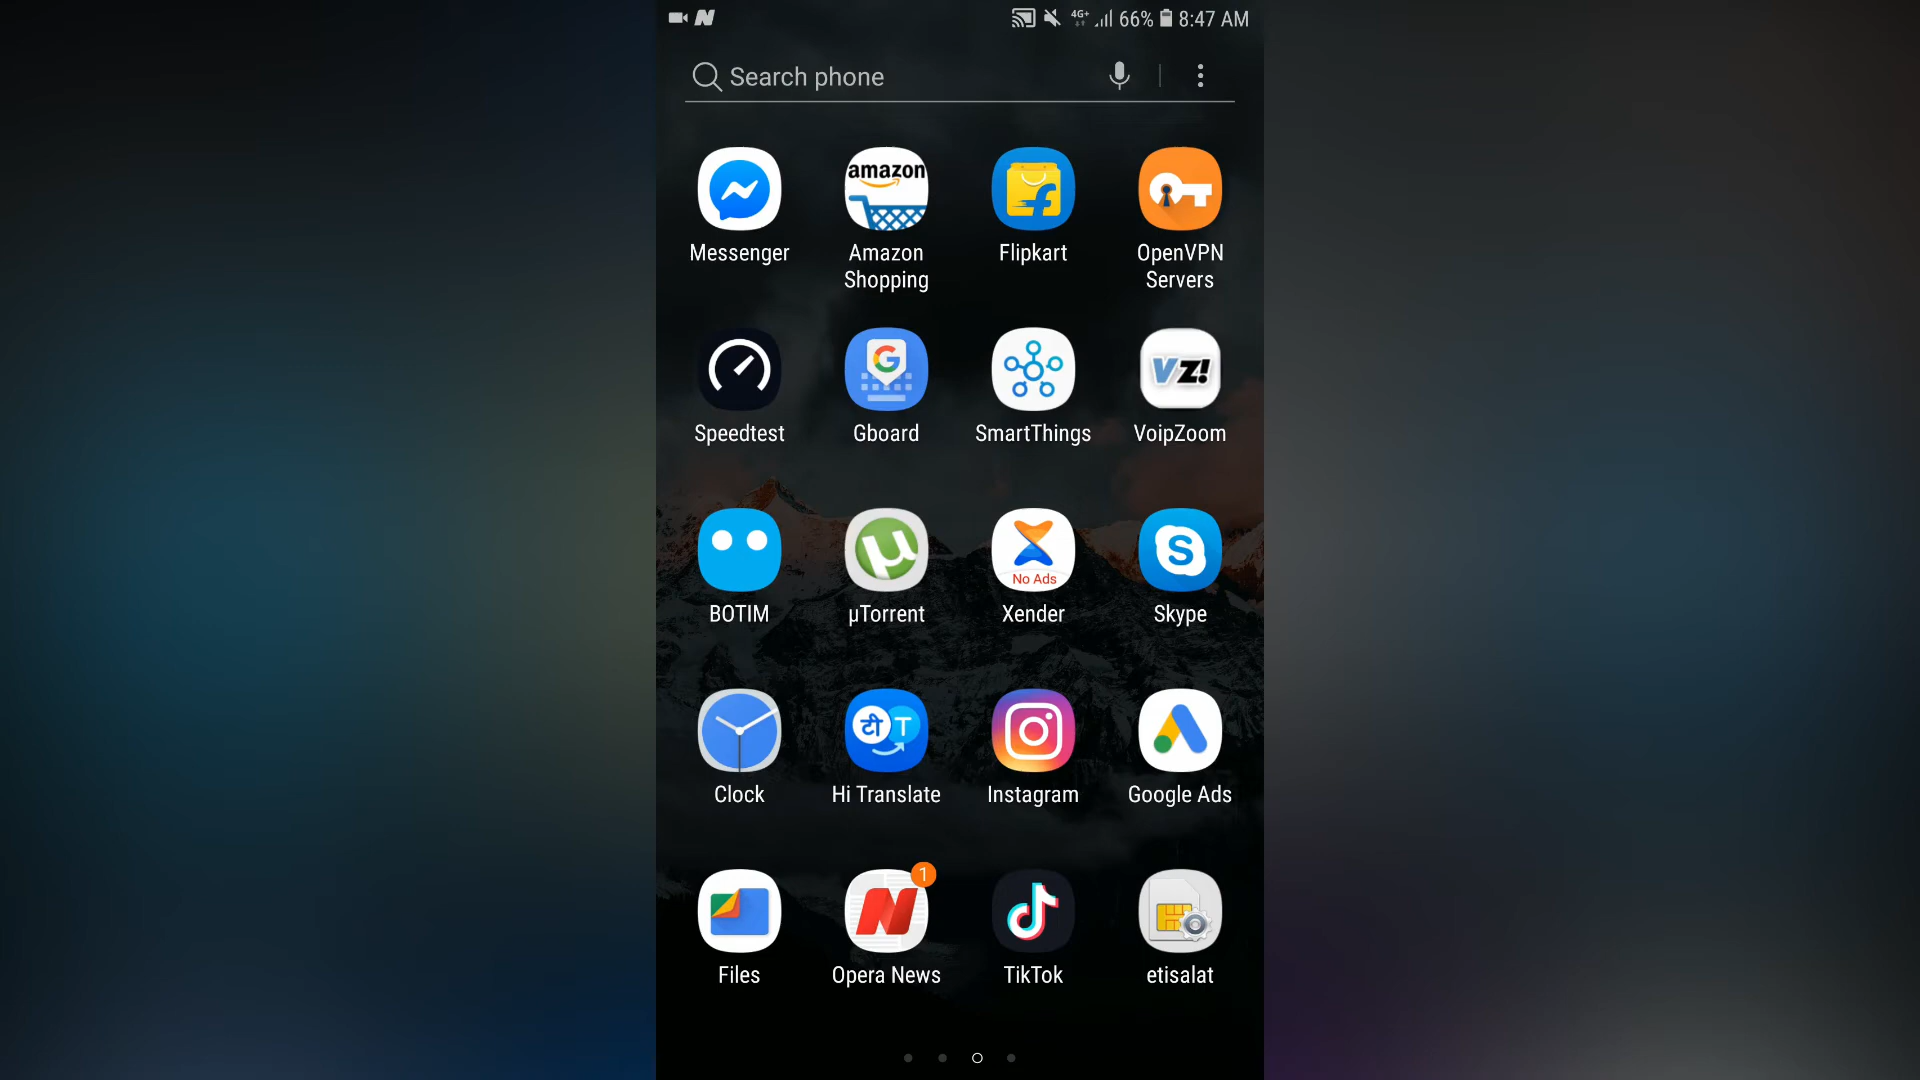 4G+ 66% 8:47 AM
Search phone
amazon
Messenger
Amazon
Shopping
Flipkart
OpenVPN
Servers
G
VZ!
Speedtest
Gboard
SmartThings
VoipZoom
µ
No Ads
S
BOTIM
µTorrent
Xender
Skype
टी T
Clock
Hi Translate
Instagram
Google Ads
1
N
Files
Opera News
TikTok
etisalat